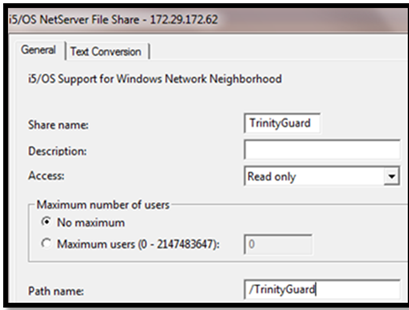 i5/OS NetServer File Share - 172.29.172.62
General Text Conversion
i5/OS Support for Windows Network Neighborhood
Share name: TrinityGuard
Description:
Access: Read only
Maximum number of users
No maximum
Maximum users (0 - 2147483647): 0
Path name: /TrinityGuard